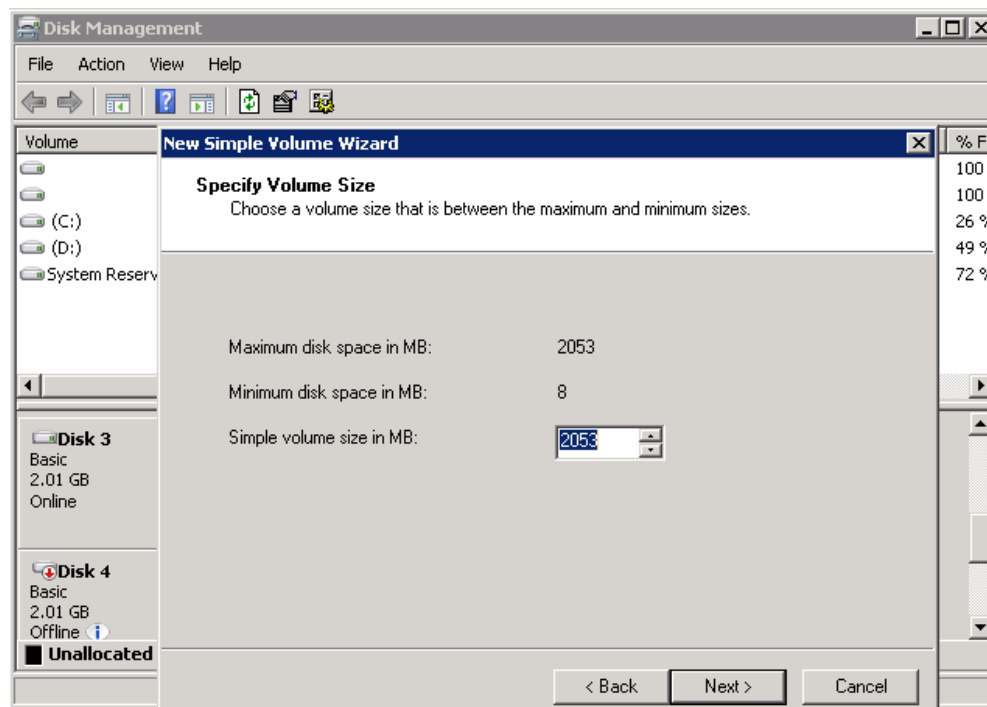 Disk Management
File Action View Help
Volume
% F
100
100
(C:)
26 %
(D:)
49 %
System Reserv
72 %
New Simple Volume Wizard
Specify Volume Size
Choose a volume size that is between the maximum and minimum sizes.
Maximum disk space in MB: 2053
Minimum disk space in MB: 8
Simple volume size in MB: 2053
Disk 3
Basic
2.01 GB
Online
Disk 4
Basic
2.01 GB
Offline
Unallocated
< Back Next > Cancel